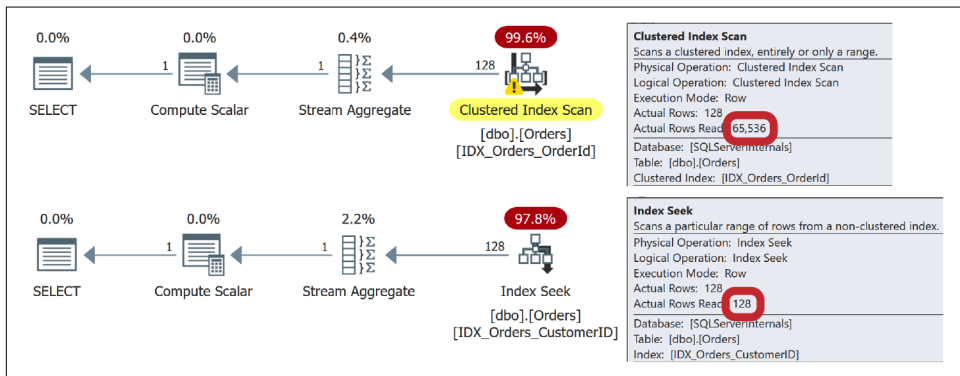 0.0%
0.0%
0.4%
99.6%
1
1
128
SELECT
Compute Scalar
Stream Aggregate
Clustered Index Scan
[dbo].[Orders]
[IDX_Orders_OrderId]
Clustered Index Scan
Scans a clustered index, entirely or only a range.
Physical Operation: Clustered Index Scan
Logical Operation: Clustered Index Scan
Execution Mode: Row
Actual Rows: 128
Actual Rows Read 65,536
Database: [SQLServerInternals]
Table: [dbo].[Orders]
Clustered Index: [IDX_Orders_OrderId]
0.0%
0.0%
2.2%
97.8%
1
1
128
SELECT
Compute Scalar
Stream Aggregate
Index Seek
[dbo].[Orders]
[IDX_Orders_CustomerID]
Index Seek
Scans a particular range of rows from a non-clustered index.
Physical Operation: Index Seek
Logical Operation: Index Seek
Execution Mode: Row
Actual Rows: 128
Actual Rows Read 128
Database: [SQLServerInternals]
Table: [dbo].[Orders]
Index: [IDX_Orders_CustomerID]